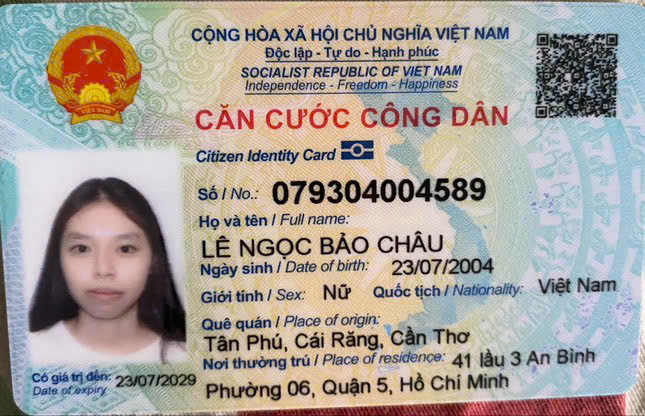 CỘNG HÒA XÃ HỘI CHỦ NGHĨA VIỆT NAM
Độc lập - Tự do - Hạnh phúc
SOCIALIST REPUBLIC OF VIET NAM
Independence - Freedom - Happiness
CĂN CƯỚC CÔNG DÂN
Citizen Identity Card
Số / No.: 079304004589
Họ và tên / Full name:
LÊ NGỌC BẢO CHÂU
Ngày sinh / Date of birth: 23/07/2004
Giới tính / Sex: Nữ Quốc tịch / Nationality: Việt Nam
Quê quán / Place of origin:
Tân Phú, Cái Răng, Cần Thơ
Nơi thường trú / Place of residence: 41 lầu 3 An Bình
Phường 06, Quận 5, Hồ Chí Minh
Có giá trị đến: 23/07/2029
Date of expiry